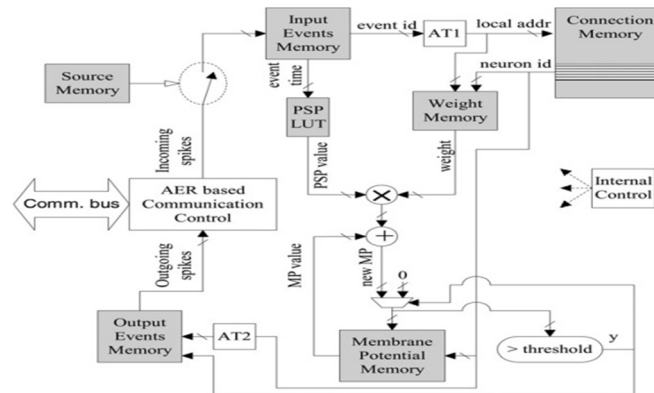 Input
Events
Memory
event id
AT1
local addr
Connection
Memory
neuron id
Source
Memory
event
time
PSP
LUT
Weight
Memory
Incoming
spikes
PSP value
weight
Comm. bus
AER based
Communication
Control
×
Internal
Control
+
Outgoing
spikes
MP value
new MP
0
Output
Events
Memory
AT2
Membrane
Potential
Memory
> threshold
y